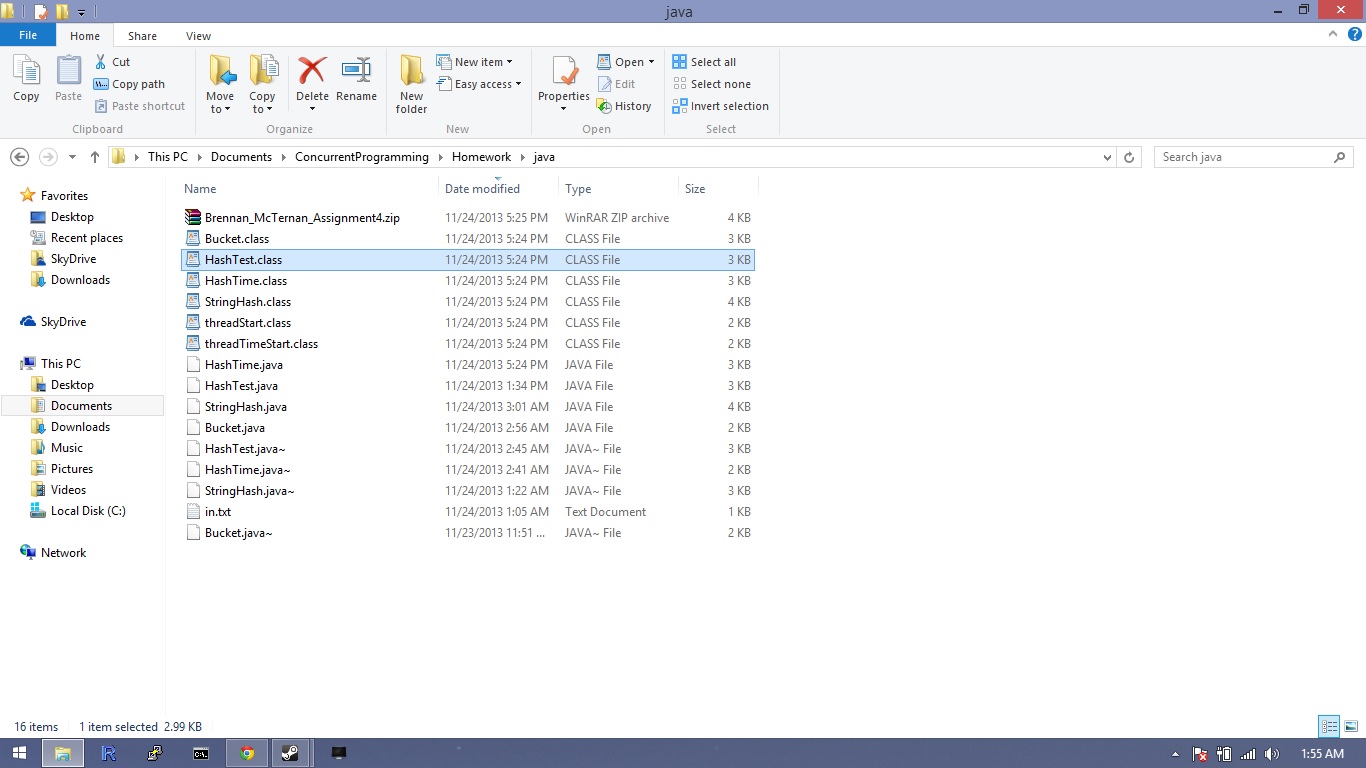 java
File Home Share View
Copy Paste Cut Copy path Paste shortcut Clipboard
Move to Copy to Delete Rename Organize
New folder New item Easy access New
Properties Open Edit History Open
Select all Select none Invert selection Select
This PC Documents ConcurrentProgramming Homework java Search java
Name Date modified Type Size
Favorites
Desktop
Recent places
SkyDrive
Downloads
SkyDrive
This PC
Desktop
Documents
Downloads
Music
Pictures
Videos
Local Disk (C:)
Network
Brennan_McTernan_Assignment4.zip 11/24/2013 5:25 PM WinRAR ZIP archive 4 KB
Bucket.class 11/24/2013 5:24 PM CLASS File 3 KB
HashTest.class 11/24/2013 5:24 PM CLASS File 3 KB
HashTime.class 11/24/2013 5:24 PM CLASS File 3 KB
StringHash.class 11/24/2013 5:24 PM CLASS File 4 KB
threadStart.class 11/24/2013 5:24 PM CLASS File 2 KB
threadTimeStart.class 11/24/2013 5:24 PM CLASS File 2 KB
HashTime.java 11/24/2013 5:24 PM JAVA File 3 KB
HashTest.java 11/24/2013 1:34 PM JAVA File 3 KB
StringHash.java 11/24/2013 3:01 AM JAVA File 4 KB
Bucket.java 11/24/2013 2:56 AM JAVA File 2 KB
HashTest.java~ 11/24/2013 2:45 AM JAVA~ File 3 KB
HashTime.java~ 11/24/2013 2:41 AM JAVA~ File 2 KB
StringHash.java~ 11/24/2013 1:22 AM JAVA~ File 3 KB
in.txt 11/24/2013 1:05 AM Text Document 1 KB
Bucket.java~ 11/23/2013 11:51 ... JAVA~ File 2 KB
16 items 1 item selected 2.99 KB
1:55 AM